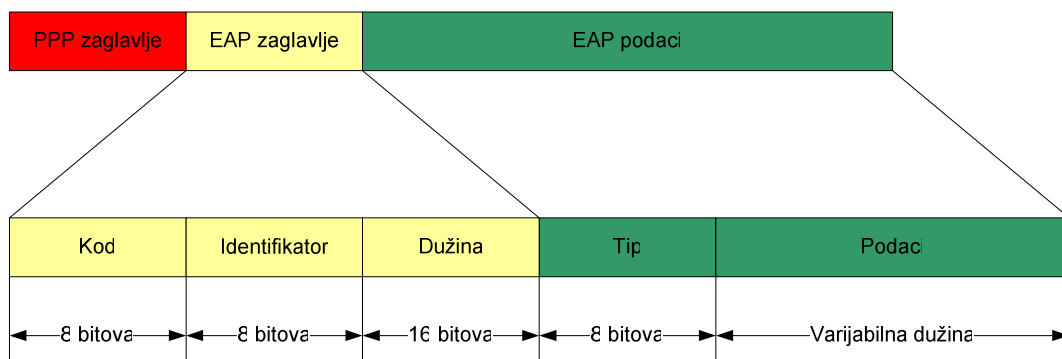 PPP zaglavlje EAP zaglavlje EAP podaci
Kod Identifikator Dužina Tip Podaci
8 bitova 8 bitova 16 bitova 8 bitova Varijabilna dužina